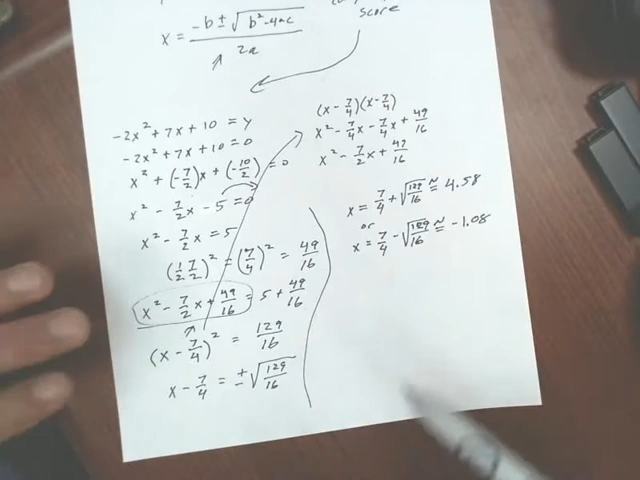 score
x = (-b ± √(b² - 4ac)) / 2a
-2x² + 7x + 10 = y
-2x² + 7x + 10 = 0
x² + (-7/2)x + (-10/2) = 0
x² - 7/2x - 5 = 0
x² - 7/2x = 5
(1/2 7/2)² = (7/4)² = 49/16
x² - 7/2x + 49/16 = 5 + 49/16
(x - 7/4)² = 129/16
x - 7/4 = ± √(129/16)
(x - 7/4)(x - 7/4)
x² - 7/4x - 7/4x + 49/16
x² - 7/2x + 49/16
x = 7/4 + √(129/16) ≈ 4.58
or
x = 7/4 - √(129/16) ≈ -1.08